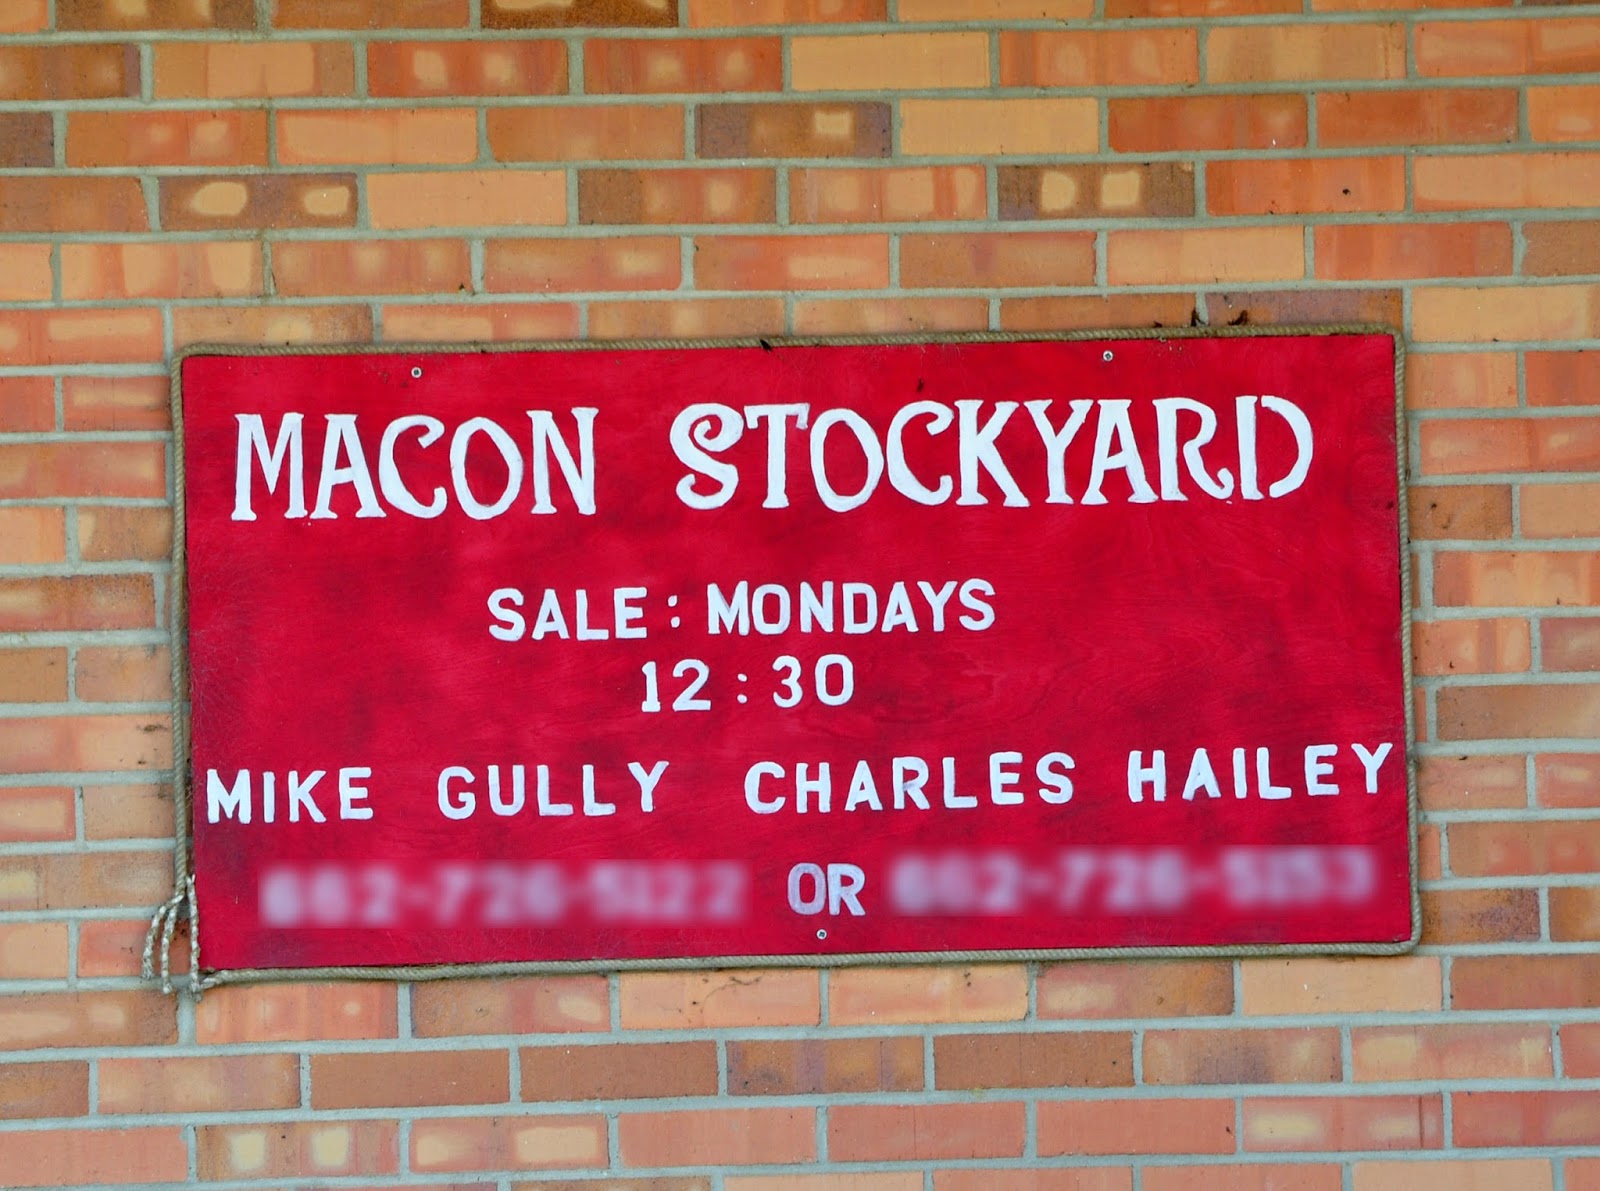 MACON STOCKYARD
SALE: MONDAYS
12:30
MIKE GULLY CHARLES HAILEY
OR